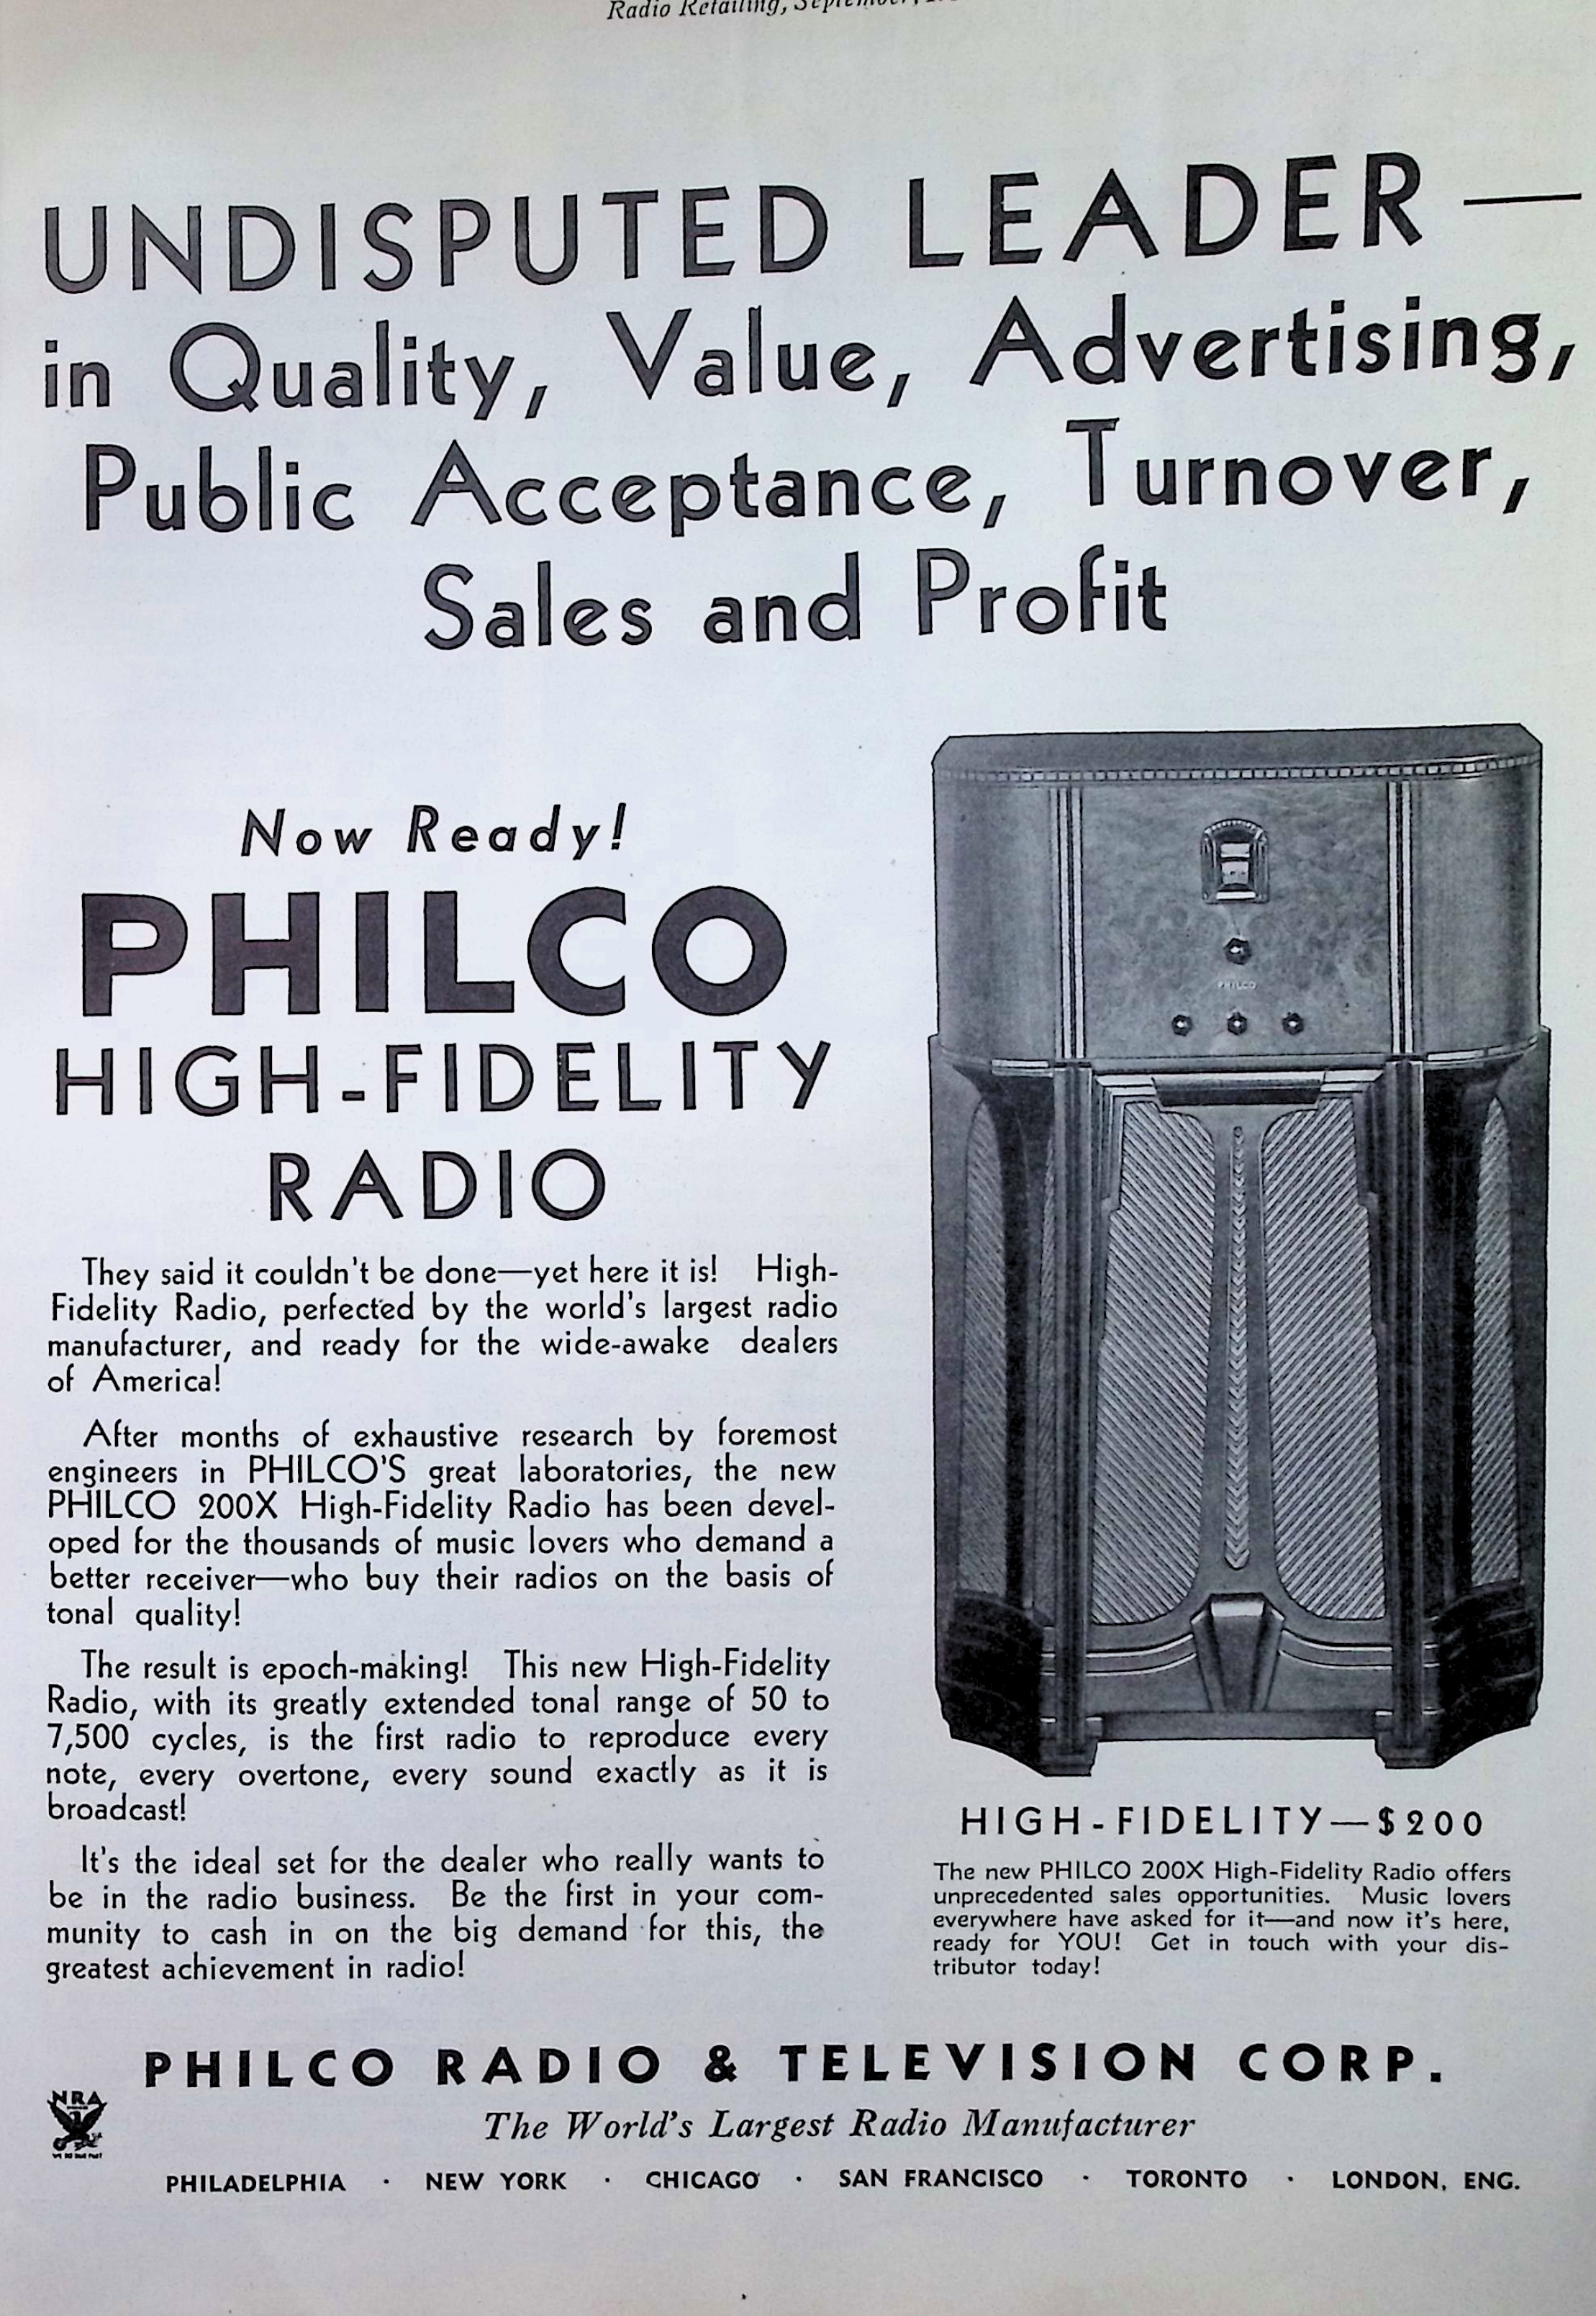 Radio Retailing, September,
UNDISPUTED LEADER—
in Quality, Value, Advertising,
Public Acceptance, Turnover,
Sales and Profit
Now Ready!
PHILCO
HIGH-FIDELITY
RADIO
They said it couldn't be done—yet here it is! High-
Fidelity Radio, perfected by the world's largest radio
manufacturer, and ready for the wide-awake dealers
of America!
After months of exhaustive research by foremost
engineers in PHILCO'S great laboratories, the new
PHILCO 200X High-Fidelity Radio has been devel-
oped for the thousands of music lovers who demand a
better receiver—who buy their radios on the basis of
tonal quality!
The result is epoch-making! This new High-Fidelity
Radio, with its greatly extended tonal range of 50 to
7,500 cycles, is the first radio to reproduce every
note, every overtone, every sound exactly as it is
broadcast!
It's the ideal set for the dealer who really wants to
be in the radio business. Be the first in your com-
munity to cash in on the big demand for this, the
greatest achievement in radio!
PHILCO
HIGH-FIDELITY—$200
The new PHILCO 200X High-Fidelity Radio offers
unprecedented sales opportunities. Music lovers
everywhere have asked for it—and now it's here,
ready for YOU! Get in touch with your dis-
tributor today!
PHILCO RADIO & TELEVISION CORP.
NRA
WE DO OUR PART
The World's Largest Radio Manufacturer
PHILADELPHIA · NEW YORK · CHICAGO · SAN FRANCISCO · TORONTO · LONDON, ENG.